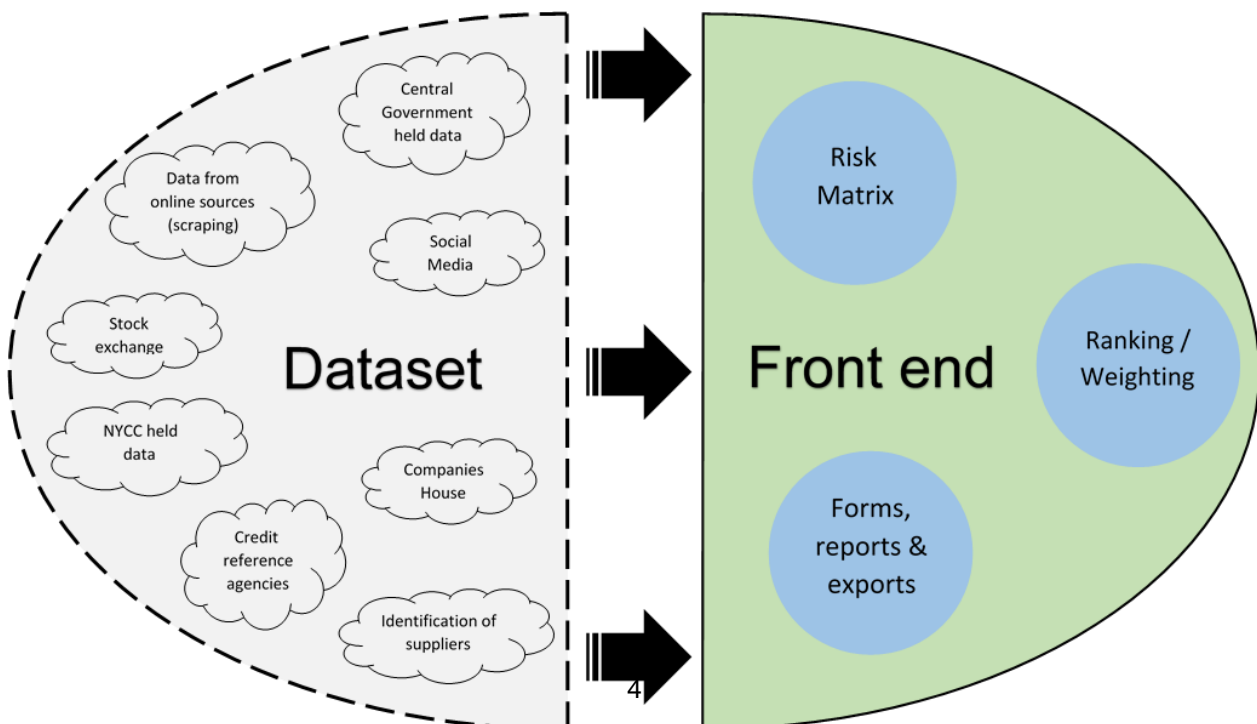 Central
Government
held data
Data from
online sources
(scraping)
Social
Media
Stock
exchange
Dataset
NYCC held
data
Companies
House
Credit
reference
agencies
Identification of
suppliers
Risk
Matrix
Front end
Ranking /
Weighting
Forms,
reports &
exports
4